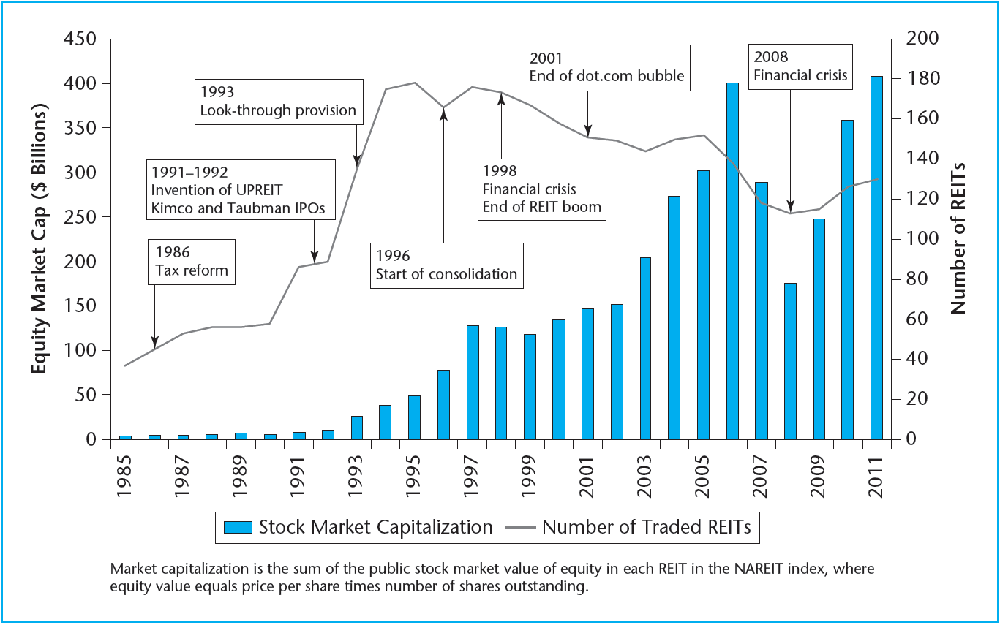 450
400
350
300
250
200
150
100
50
0
Equity Market Cap ($ Billions)
200
180
160
140
120
100
80
60
40
20
0
Number of REITs
1986
Tax reform
1991–1992
Invention of UPREIT
Kimco and Taubman IPOs
1993
Look-through provision
1996
Start of consolidation
1998
Financial crisis
End of REIT boom
2001
End of dot.com bubble
2008
Financial crisis
1985
1987
1989
1991
1993
1995
1997
1999
2001
2003
2005
2007
2009
2011
Stock Market Capitalization
Number of Traded REITs
Market capitalization is the sum of the public stock market value of equity in each REIT in the NAREIT index, where
equity value equals price per share times number of shares outstanding.